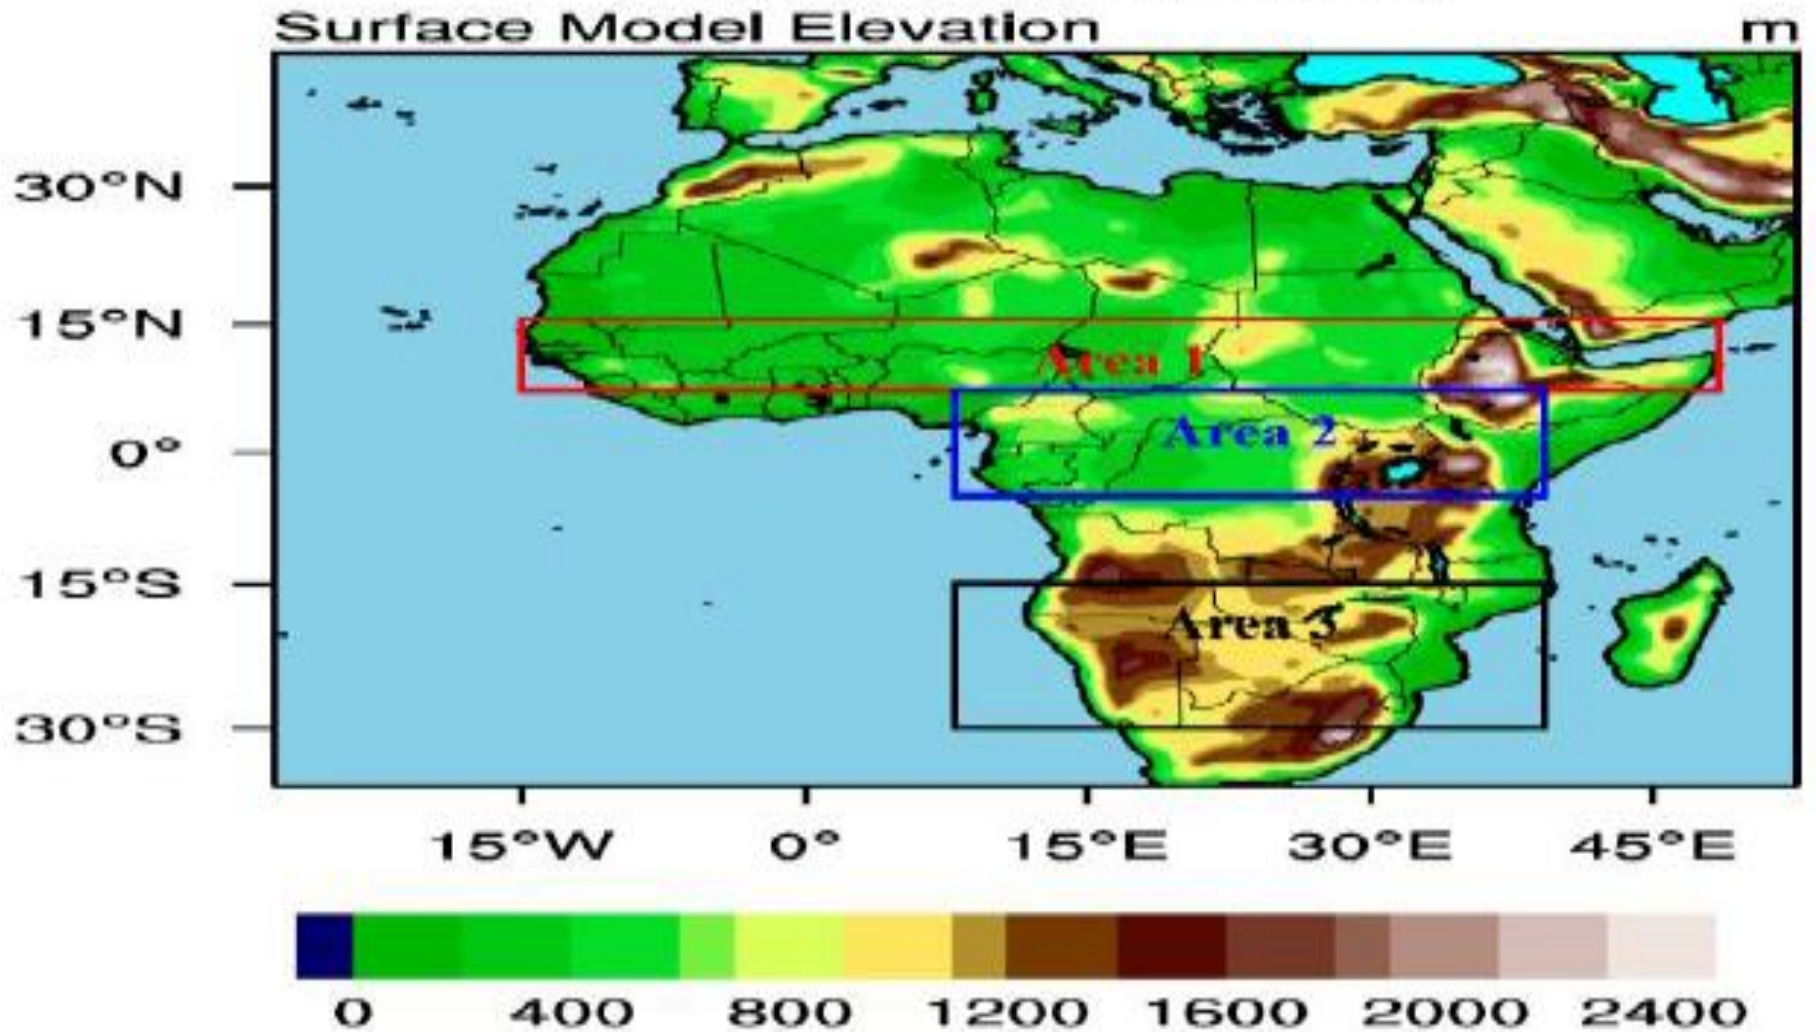 Surface Model Elevation m
30°N
15°N
Area 1
Area 2
0°
15°S
Area 3
30°S
15°W 0° 15°E 30°E 45°E
0 400 800 1200 1600 2000 2400